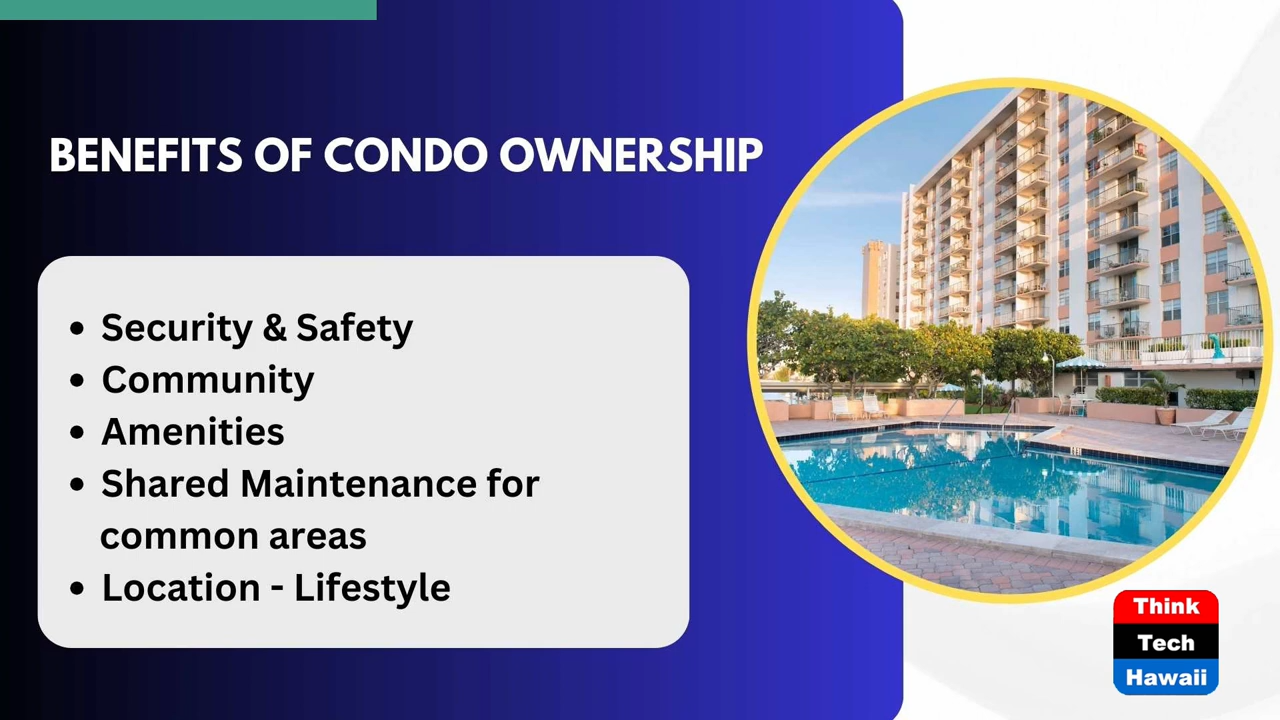 BENEFITS OF CONDO OWNERSHIP
• Security & Safety
• Community
• Amenities
• Shared Maintenance for
common areas
• Location - Lifestyle
Think
Tech
Hawaii